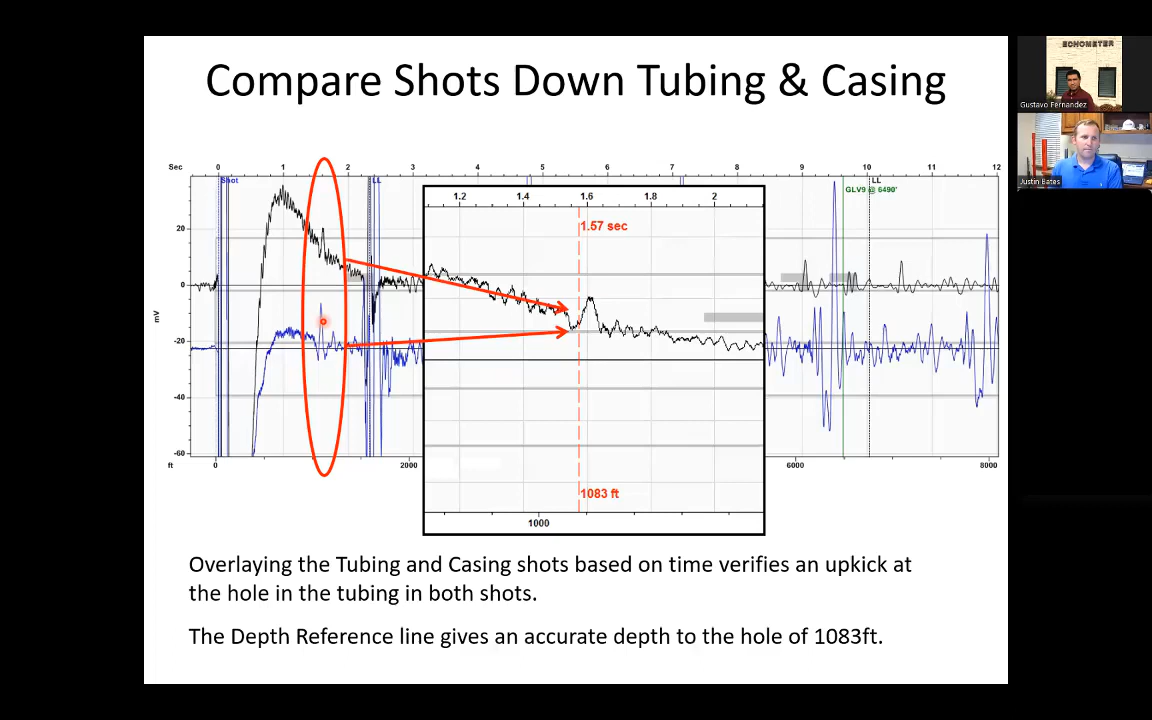 Compare Shots Down Tubing & Casing
ECHOMETER
Gustavo Fernandez
Justin Bates
Sec 0 1 2 3 4 5 6 7 8 9 10 11 12
Shot LL LL
GLV9 @ 6490'
1.2 1.4 1.6 1.8 2
1.57 sec
20
0
mV
-20
-40
-60
1083 ft
ft 0 2000 6000 8000
1000
Overlaying the Tubing and Casing shots based on time verifies an upkick at
the hole in the tubing in both shots.
The Depth Reference line gives an accurate depth to the hole of 1083ft.